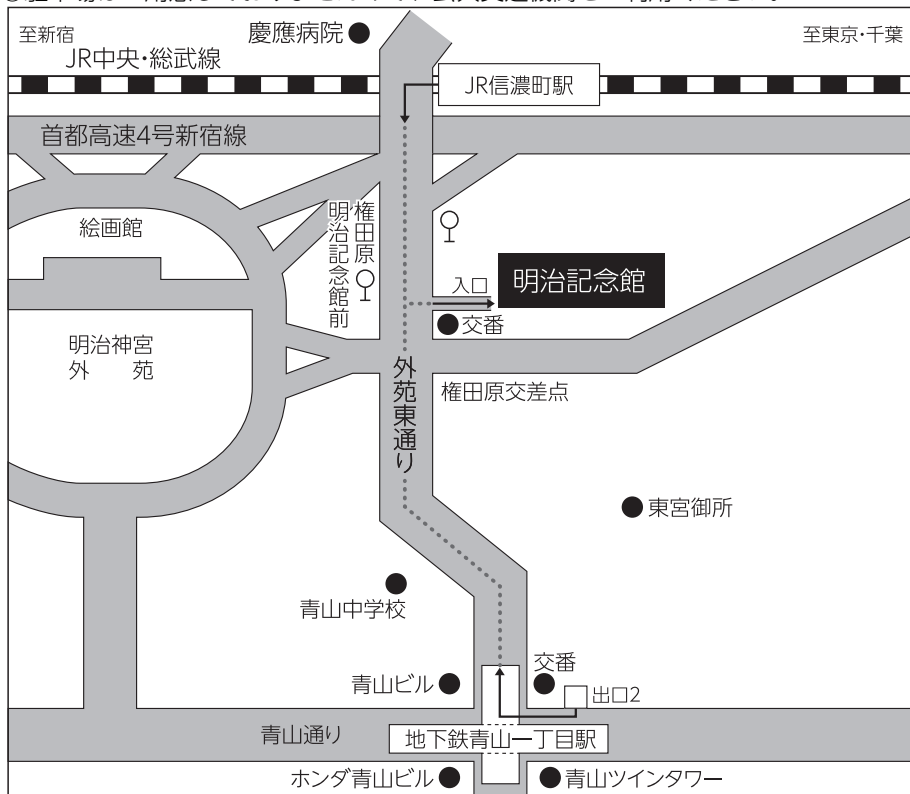 至新宿
慶應病院
至東京・千葉
JR中央・総武線
JR信濃町駅
首都高速4号新宿線
絵画館
権田原
明治記念館前
入口
明治記念館
交番
明治神宮
外 苑
外苑東通り
権田原交差点
東宮御所
青山中学校
交番
青山ビル
出口2
青山通り
地下鉄青山一丁目駅
ホンダ青山ビル
青山ツインタワー